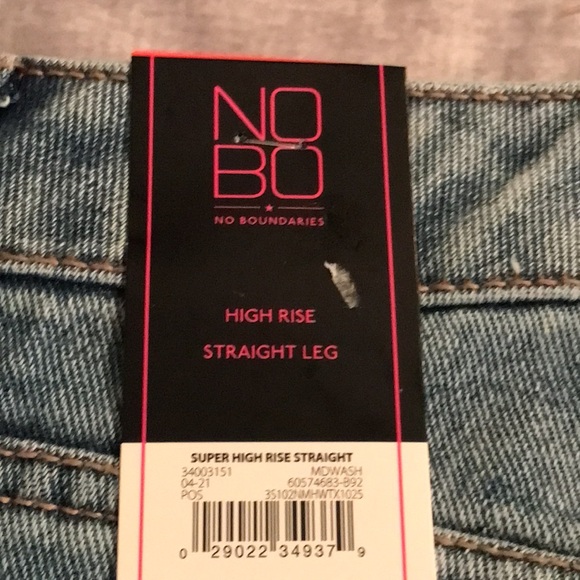 NO
BO
NO BOUNDARIES
HIGH RISE
STRAIGHT LEG
SUPER HIGH RISE STRAIGHT
34003151 MDWASH
04-21 60574683-B92
POS 35102NMHWTX1025
0 29022 34937 9